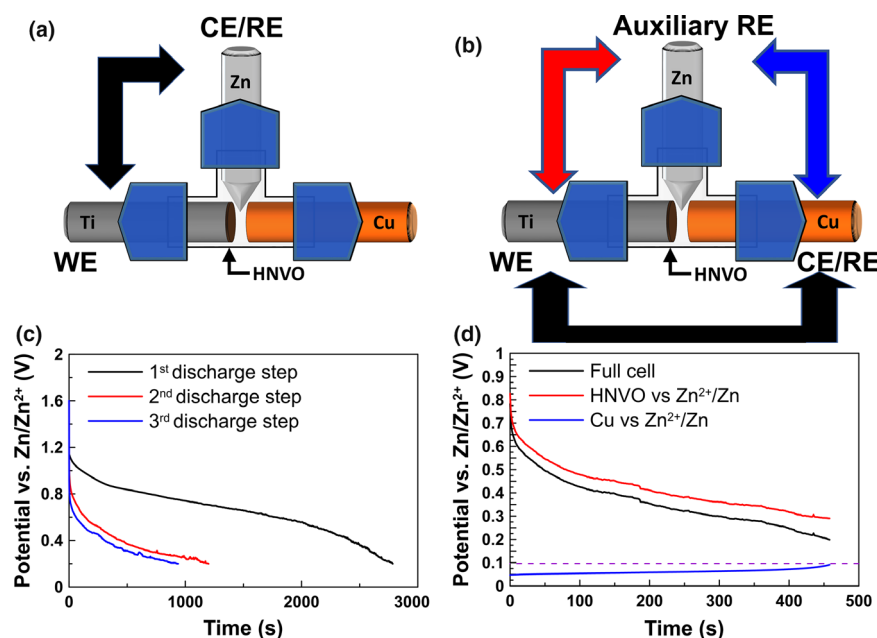 (a)
CE/RE
Zn
Ti
Cu
WE
HNVO
(b)
Auxiliary RE
Zn
Ti
Cu
WE
HNVO
CE/RE
(c)
Potential vs. Zn/Zn²⁺ (V)
2
1.6
1.2
0.8
0.4
0
1ˢᵗ discharge step
2ⁿᵈ discharge step
3ʳᵈ discharge step
0 1000 2000 3000
Time (s)
(d)
Potential vs. Zn/Zn²⁺ (V)
1
0.9
0.8
0.7
0.6
0.5
0.4
0.3
0.2
0.1
0
Full cell
HNVO vs Zn²⁺/Zn
Cu vs Zn²⁺/Zn
0 100 200 300 400 500
Time (s)